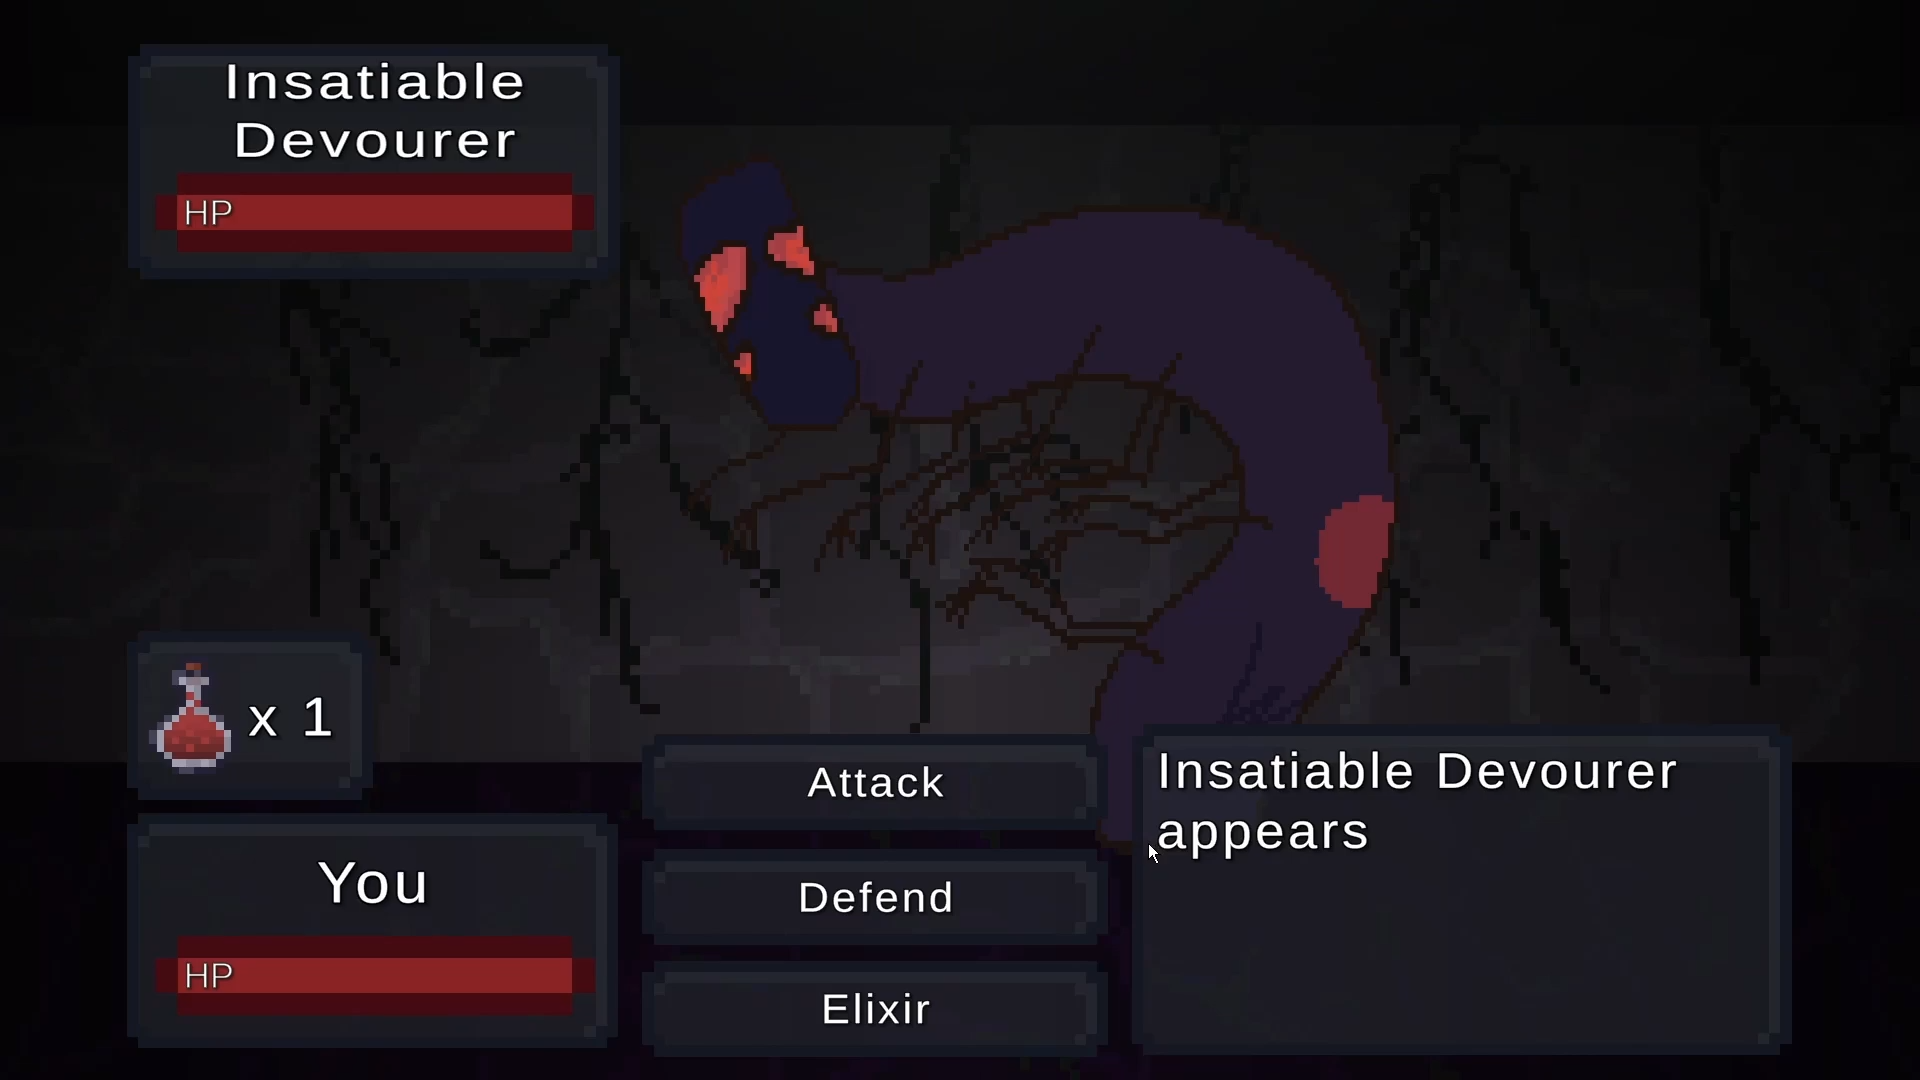 Insatiable
Devourer
HP
x 1
You
HP
Attack
Defend
Elixir
Insatiable Devourer
appears